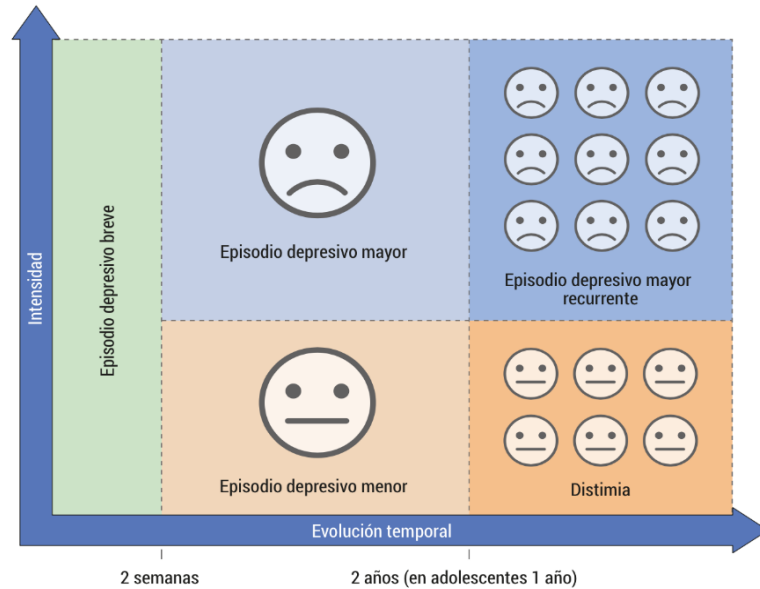 Intensidad
Episodio depresivo breve
Episodio depresivo mayor
Episodio depresivo mayor
recurrente
Episodio depresivo menor
Distimia
Evolución temporal
2 semanas
2 años (en adolescentes 1 año)